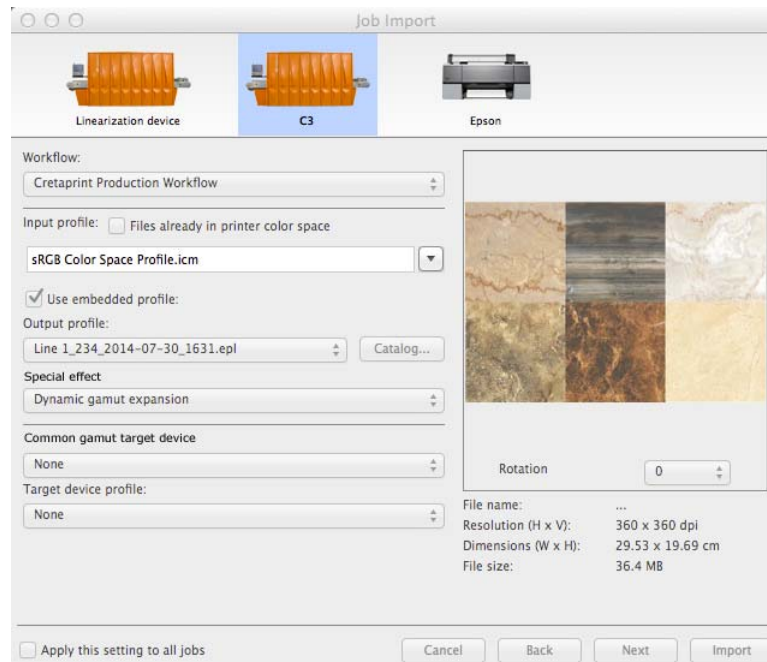 Job Import
Linearization device
C3
Epson
Workflow:
Cretaprint Production Workflow
Input profile: Files already in printer color space
sRGB Color Space Profile.icm
Use embedded profile:
Output profile:
Line 1_234_2014-07-30_1631.epl Catalog...
Special effect
Dynamic gamut expansion
Common gamut target device
None
Target device profile:
None
Rotation 0
File name: ...
Resolution (H x V): 360 x 360 dpi
Dimensions (W x H): 29.53 x 19.69 cm
File size: 36.4 MB
Apply this setting to all jobs Cancel Back Next Import